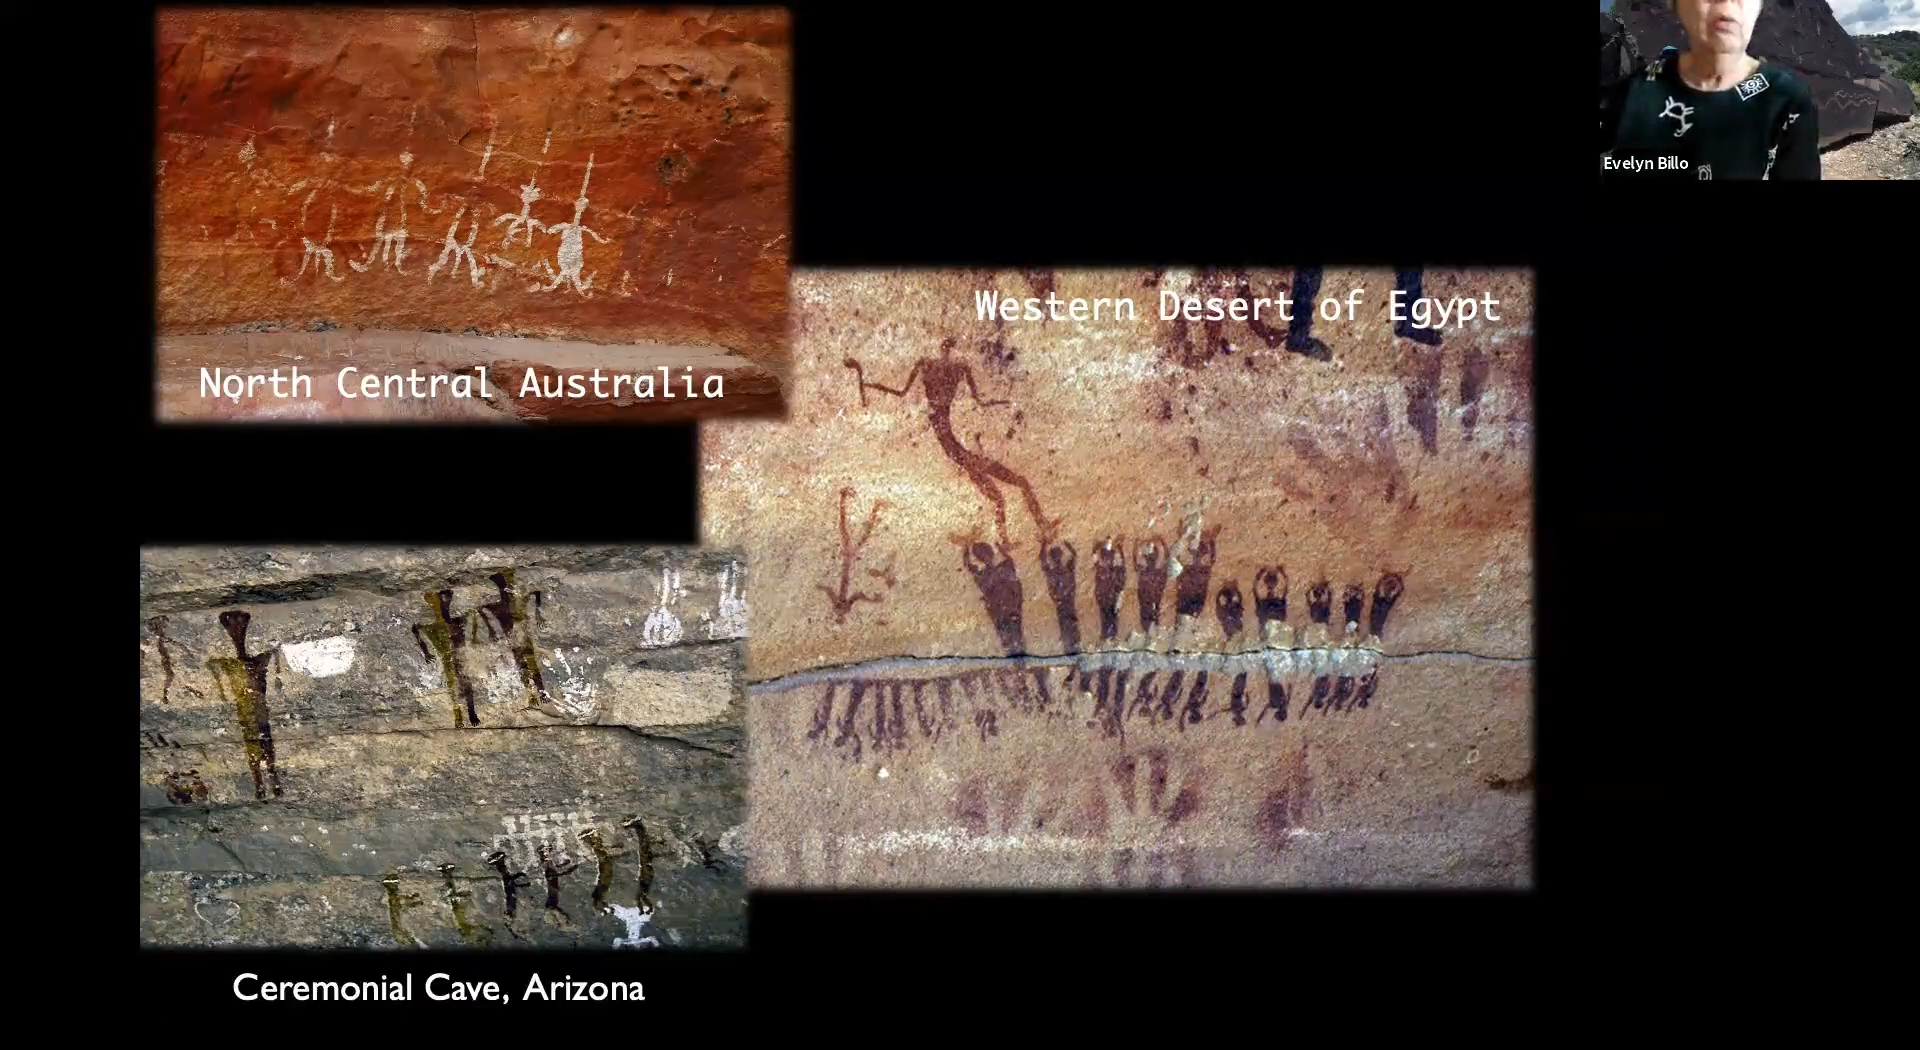 Evelyn Billo
Western Desert of Egypt
North Central Australia
Ceremonial Cave, Arizona